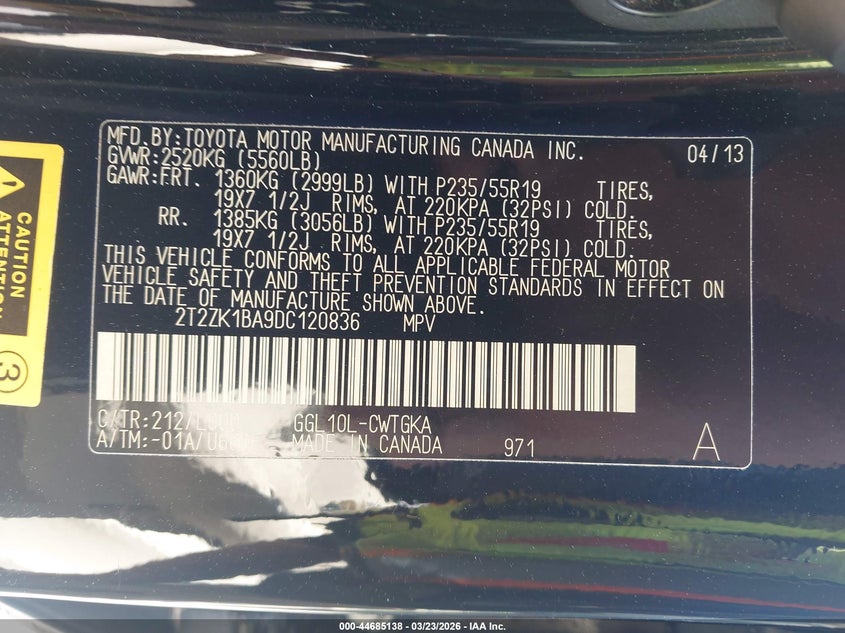 MFD. BY: TOYOTA MOTOR MANUFACTURING CANADA INC. 04/13
GVWR: 2520KG (5560LB)
GAWR: FRT. 1360KG (2999LB) WITH P235/55R19 TIRES,
19X7 1/2J RIMS, AT 220KPA (32PSI) COLD.
RR. 1385KG (3056LB) WITH P235/55R19 TIRES,
19X7 1/2J RIMS, AT 220KPA (32PSI) COLD.
THIS VEHICLE CONFORMS TO ALL APPLICABLE FEDERAL MOTOR
VEHICLE SAFETY AND THEFT PREVENTION STANDARDS IN EFFECT ON
THE DATE OF MANUFACTURE SHOWN ABOVE.
2T2ZK1BA9DC120836 MPV
C/TR: 212/ GGL10L-CWTGKA
A/TM: -01A/ MADE IN CANADA 971 A
CAUTION
ATTENTION
3
000-44685138 - 03/23/2026 - IAA Inc.